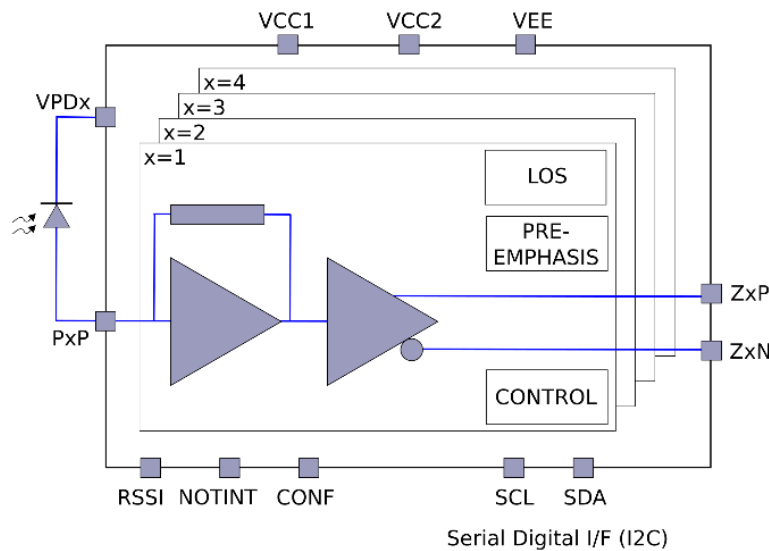 VCC1
VCC2
VEE
VPDx
x=4
x=3
x=2
x=1
LOS
PRE-
EMPHASIS
ZxP
PxP
ZxN
CONTROL
RSSI
NOTINT
CONF
SCL
SDA
Serial Digital I/F (I2C)